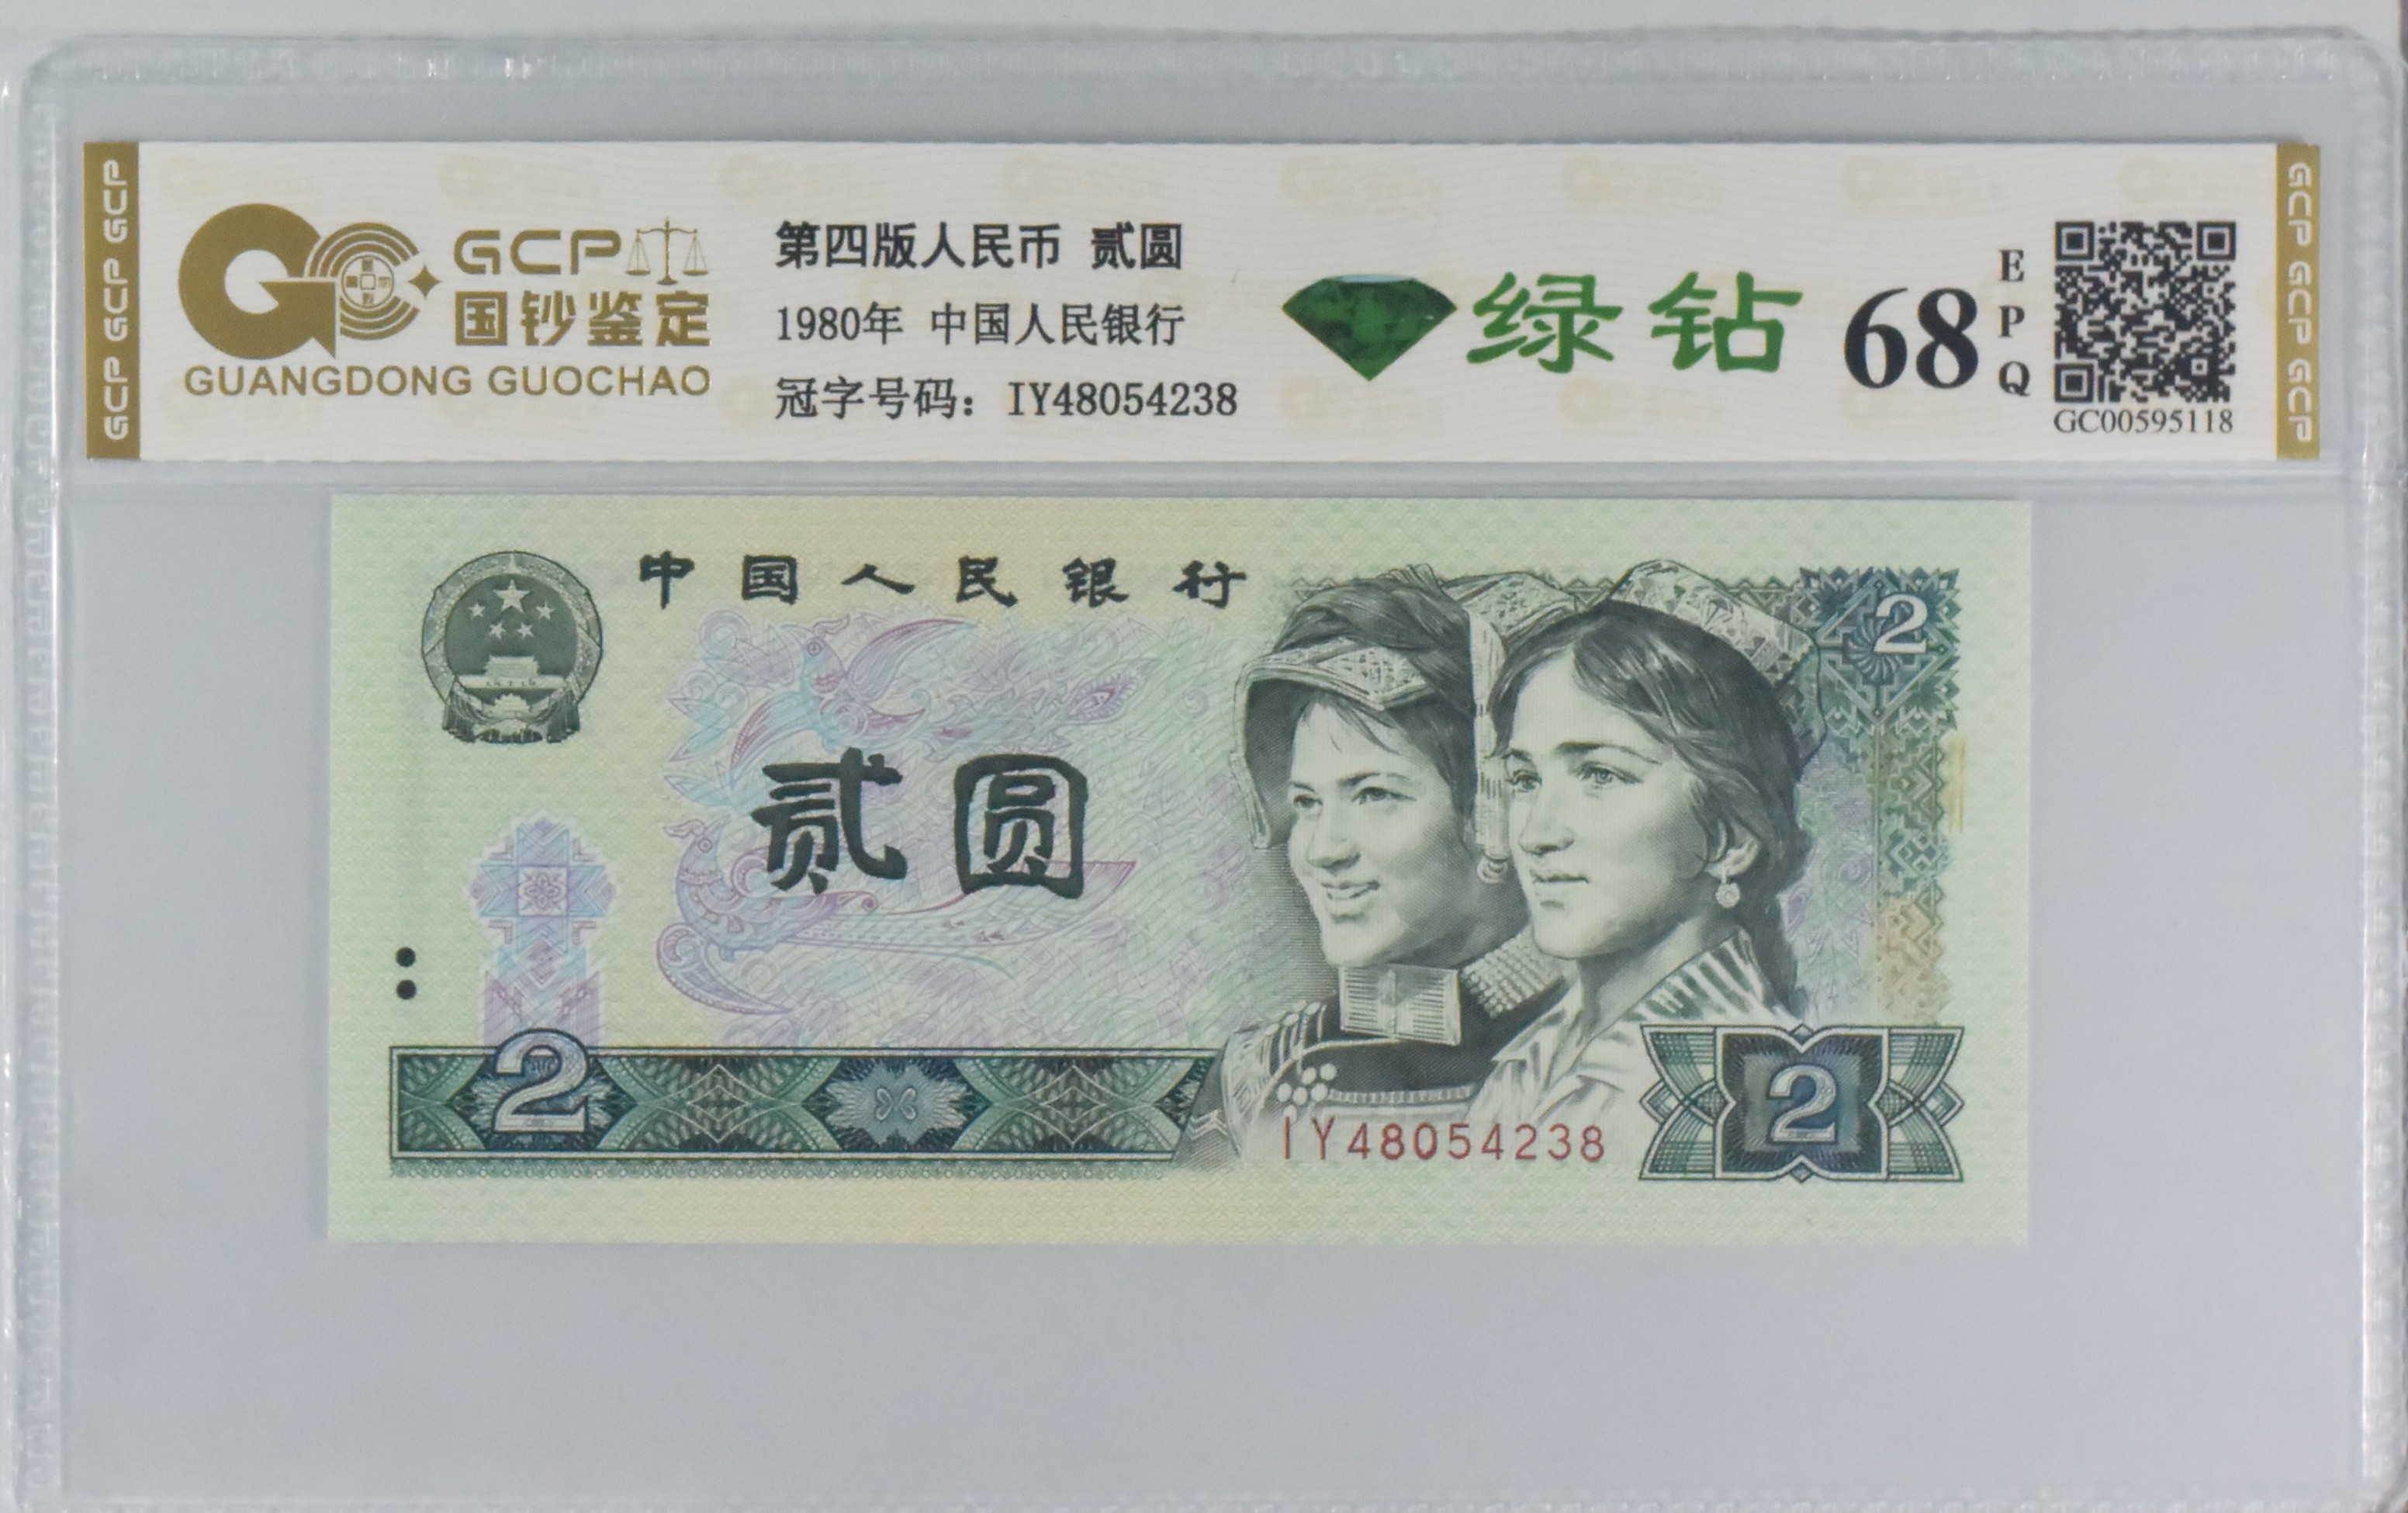 GCP GCP GCP
GCP
国钞鉴定
GUANGDONG GUOCHAO
第四版人民币 贰圆
1980年 中国人民银行
冠字号码：IY48054238
绿钻
68
E
P
Q
GC00595118
GCP GCP GCP
中国人民银行
2
贰圆
2
2
IY48054238